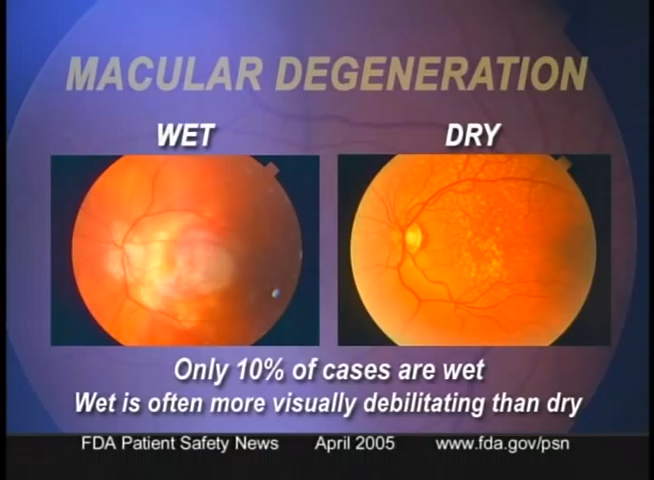 MACULAR DEGENERATION
WET DRY
Only 10% of cases are wet
Wet is often more visually debilitating than dry
FDA Patient Safety News April 2005 www.fda.gov/psn